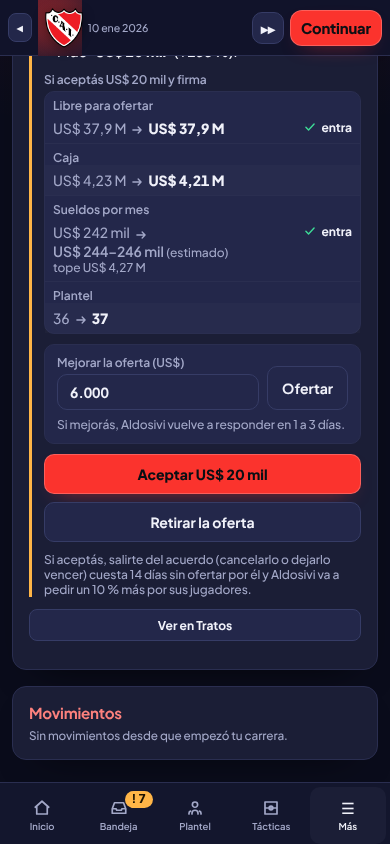 C.A.I.
10 ene 2026
Continuar
Si aceptás US$ 20 mil y firma
Libre para ofertar
US$ 37,9 M → US$ 37,9 M
✓ entra
Caja
US$ 4,23 M → US$ 4,21 M
Sueldos por mes
US$ 242 mil →
✓ entra
US$ 244–246 mil (estimado)
tope US$ 4,27 M
Plantel
36 → 37
Mejorar la oferta (US$)
6.000
Ofertar
Si mejorás, Aldosivi vuelve a responder en 1 a 3 días.
Aceptar US$ 20 mil
Retirar la oferta
Si aceptás, salirte del acuerdo (cancelarlo o dejarlo
vencer) cuesta 14 días sin ofertar por él y Aldosivi va a
pedir un 10 % más por sus jugadores.
Ver en Tratos
Movimientos
Sin movimientos desde que empezó tu carrera.
! 7
Inicio
Bandeja
Plantel
Tácticas
Más